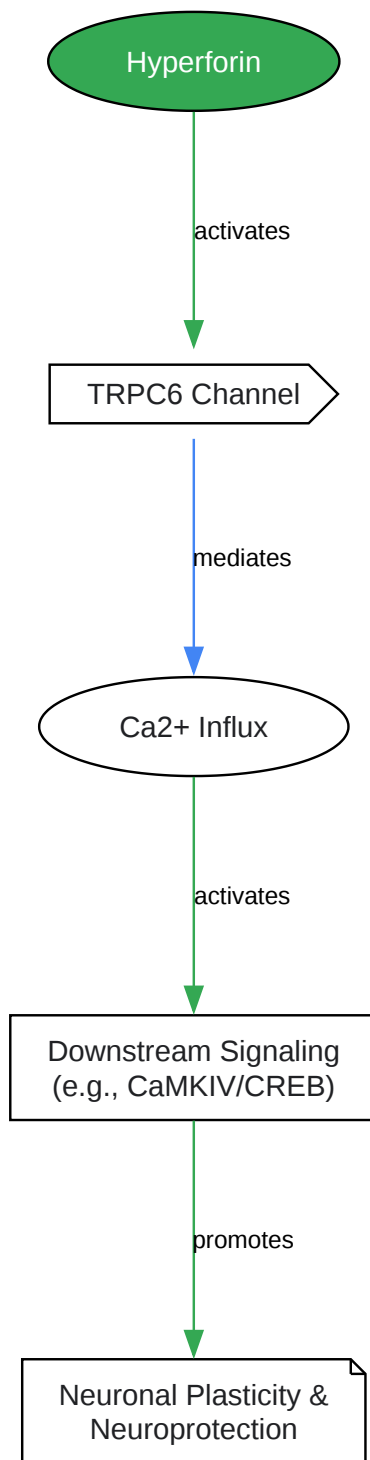 Hyperforin
activates
TRPC6 Channel
mediates
Ca2+ Influx
activates
Downstream Signaling
(e.g., CaMKIV/CREB)
promotes
Neuronal Plasticity &
Neuroprotection